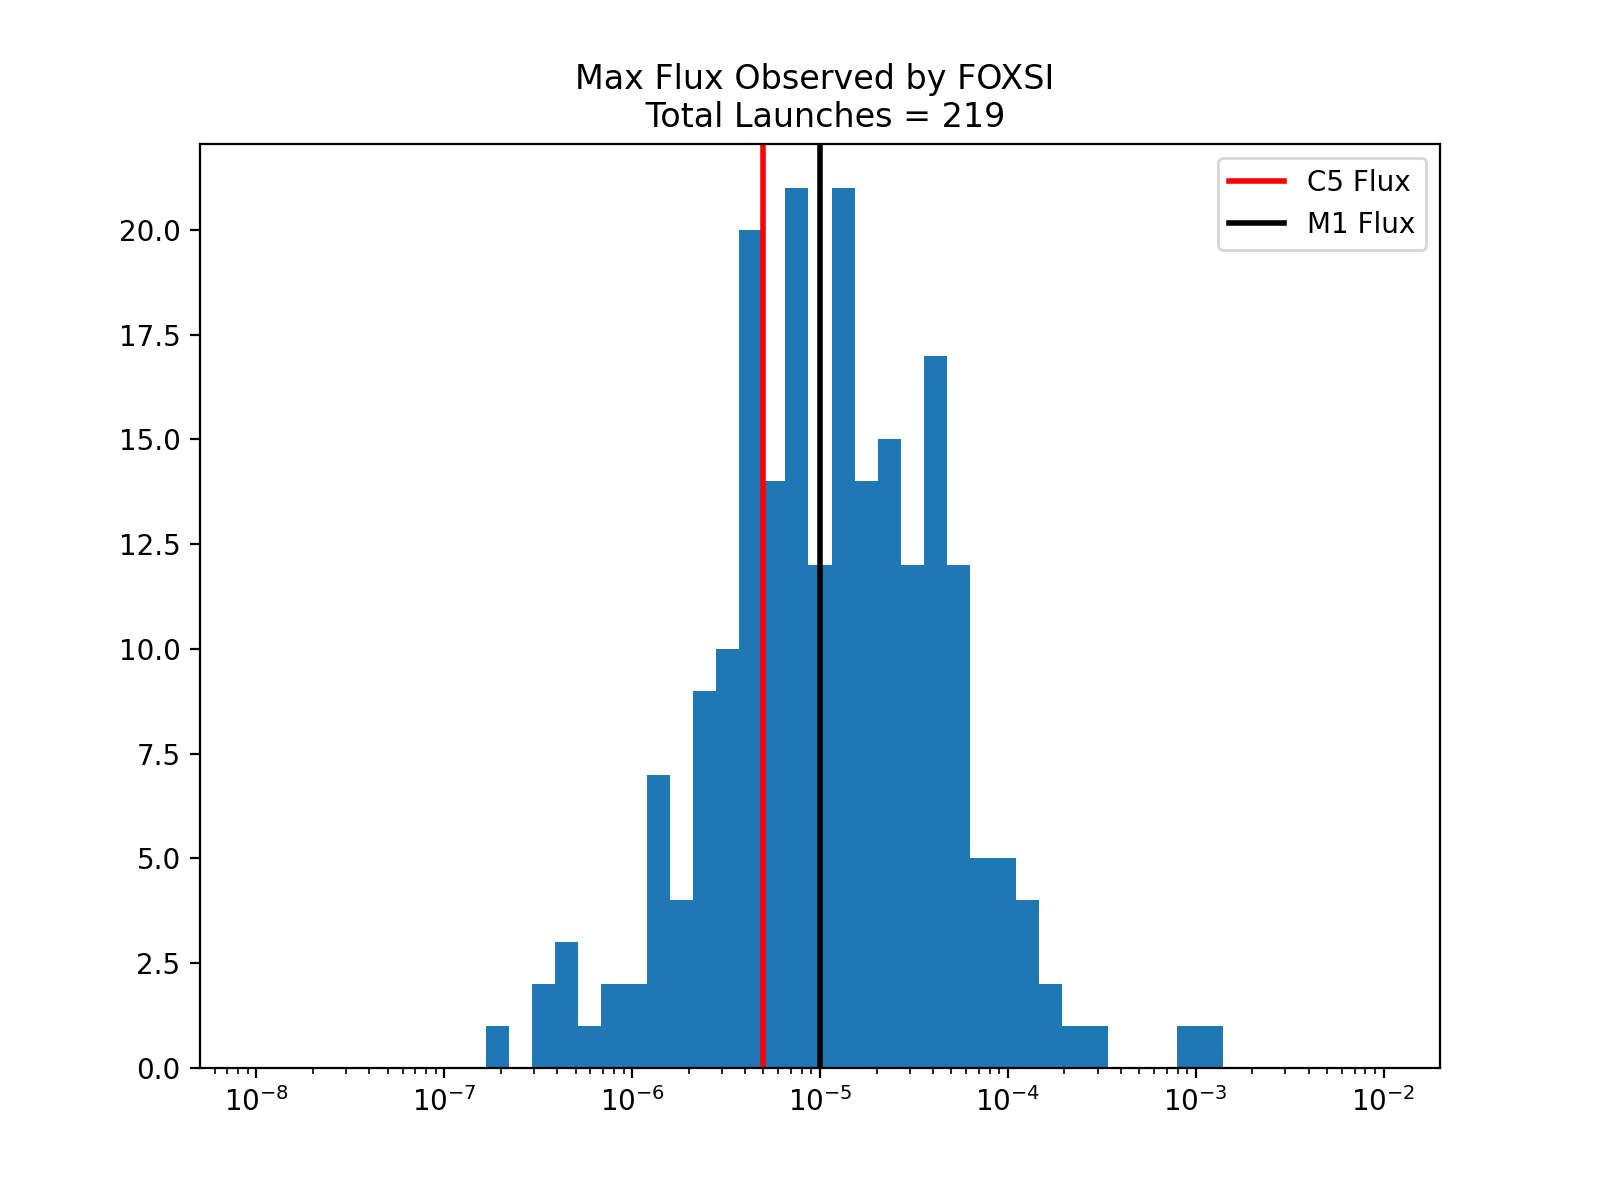 Max Flux Observed by FOXSI
Total Launches = 219
C5 Flux
M1 Flux
20.0
17.5
15.0
12.5
10.0
7.5
5.0
2.5
0.0
10⁻⁸ 10⁻⁷ 10⁻⁶ 10⁻⁵ 10⁻⁴ 10⁻³ 10⁻²